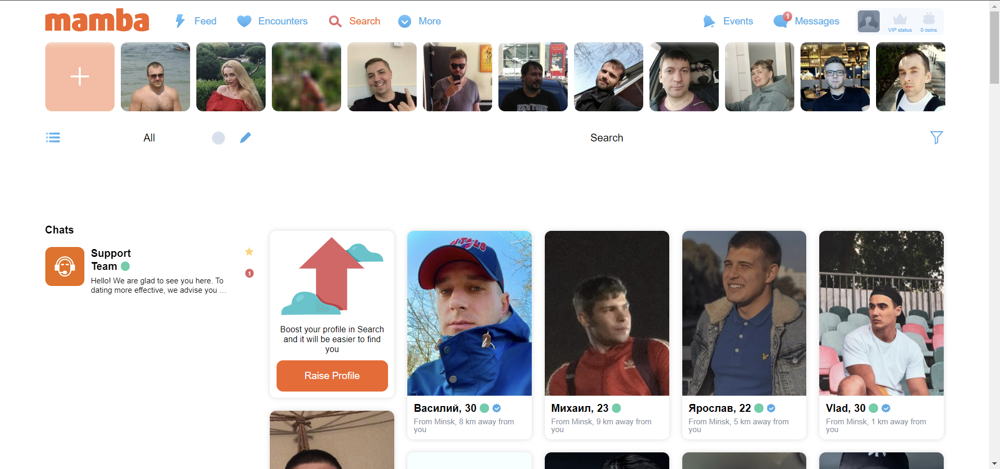 mamba
Feed
Encounters
Search
More
Events
1
Messages
VIP status
0 coins
NEW YORK
All
Search
Chats
Support
Team
Hello! We are glad to see you here. To
dating more effective, we advise you ...
1
Boost your profile in Search
and it will be easier to find
you
Raise Profile
Василий, 30
From Minsk, 8 km away from
you
Михаил, 23
From Minsk, 9 km away from
you
Ярослав, 22
From Minsk, 5 km away from
you
Vlad, 30
From Minsk, 1 km away from
you